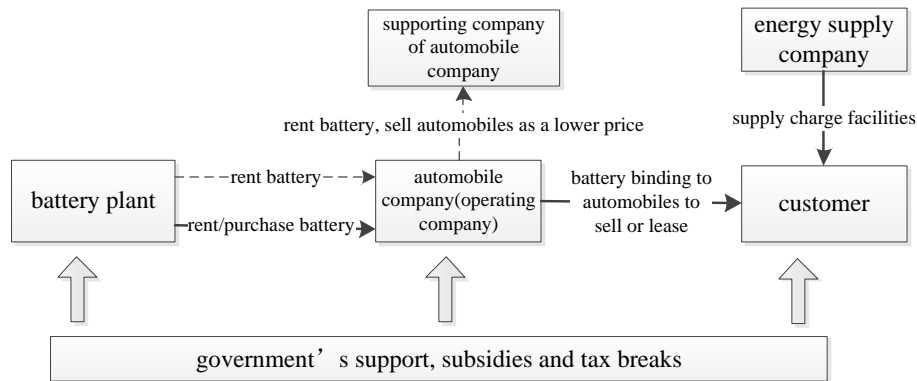 supporting company
of automobile
company
energy supply
company
rent battery, sell automobiles as a lower price
supply charge facilities
battery plant
rent battery
rent/purchase battery
automobile
company(operating
company)
battery binding to
automobiles to
sell or lease
customer
government’s support, subsidies and tax breaks